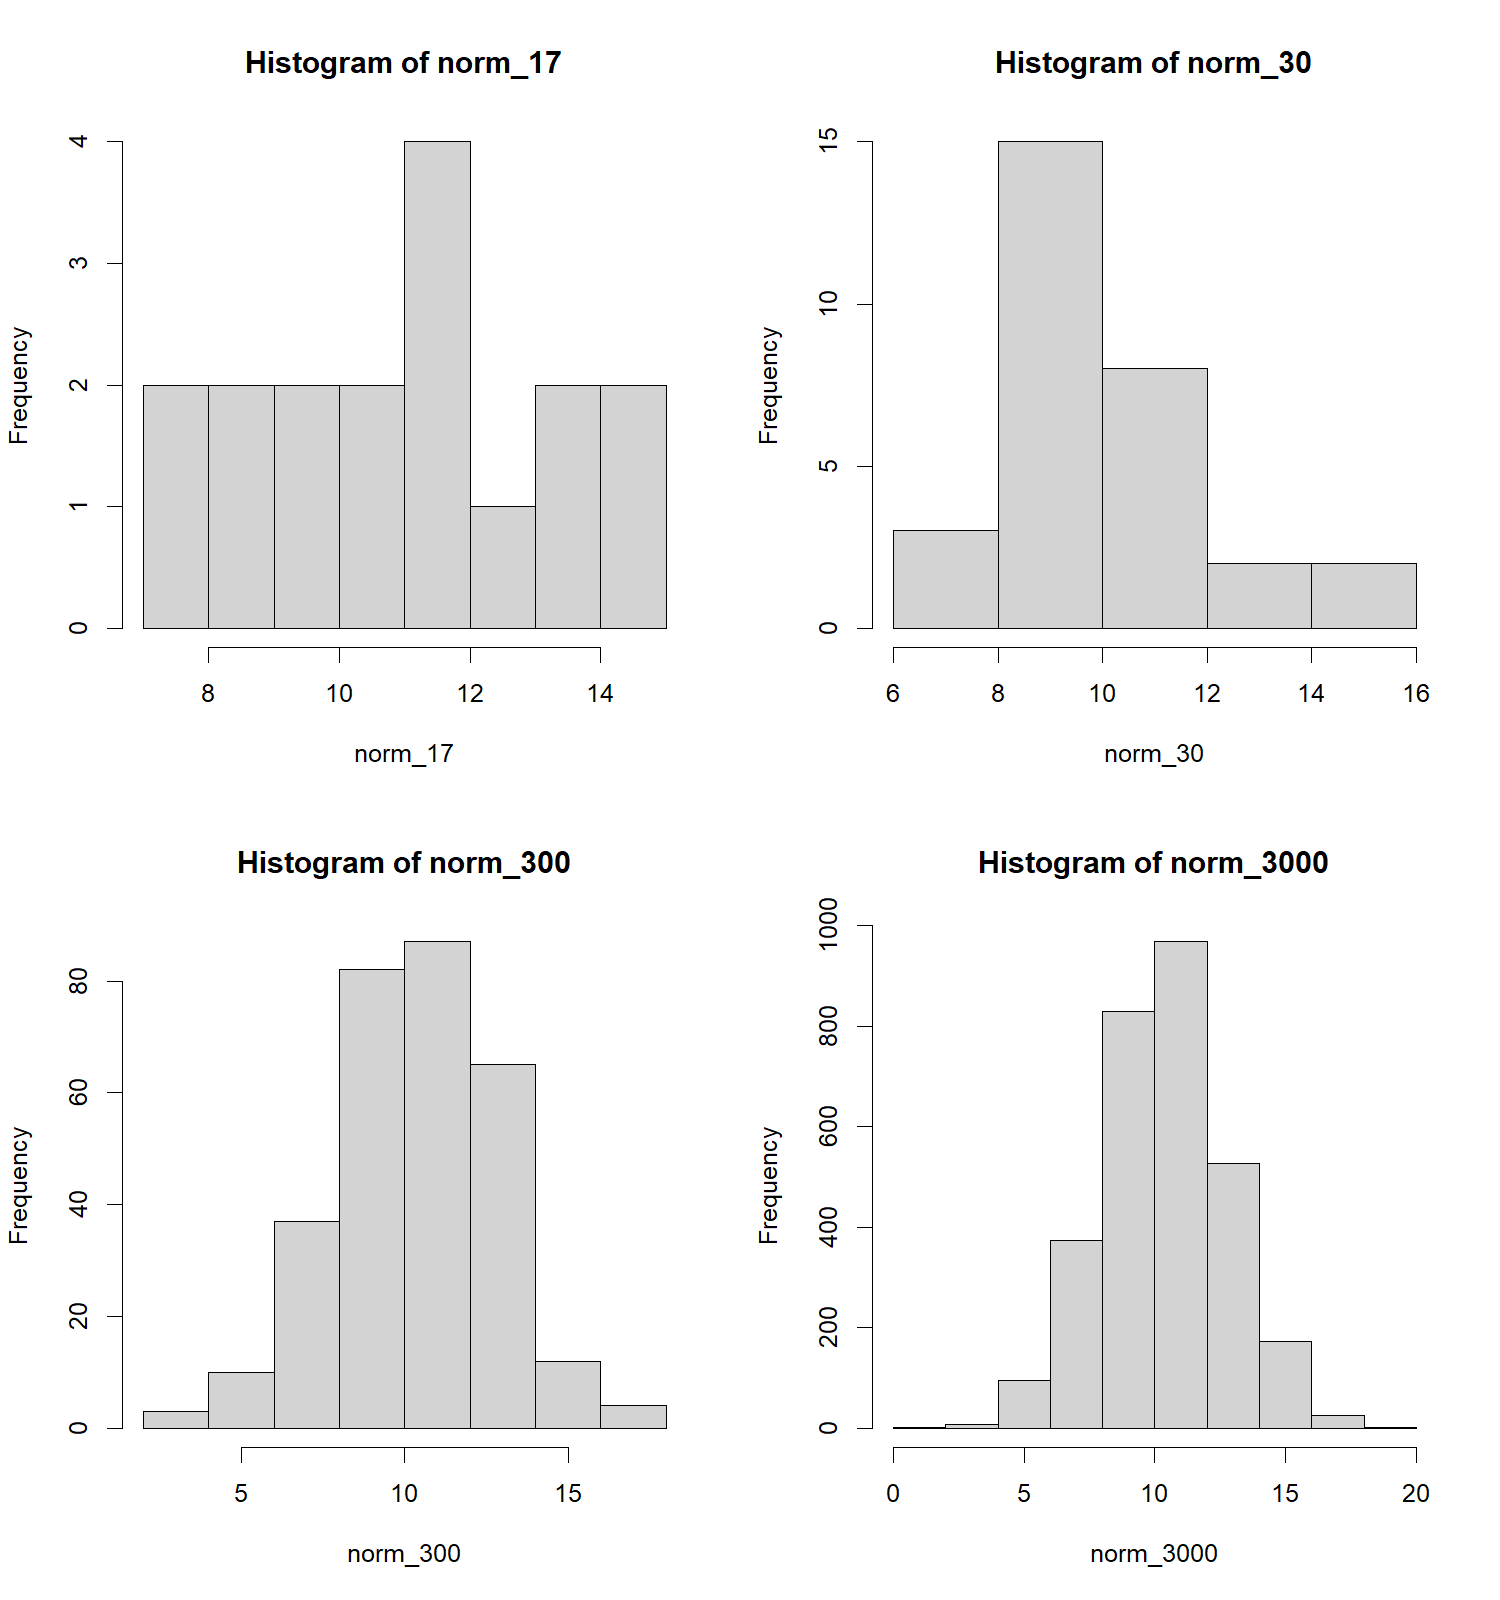 Histogram of norm_17
4
3
2
1
0
Frequency
8 10 12 14
norm_17
Histogram of norm_30
15
10
5
0
Frequency
6 8 10 12 14 16
norm_30
Histogram of norm_300
80
60
40
20
0
Frequency
5 10 15
norm_300
Histogram of norm_3000
1000
800
600
400
200
0
Frequency
0 5 10 15 20
norm_3000